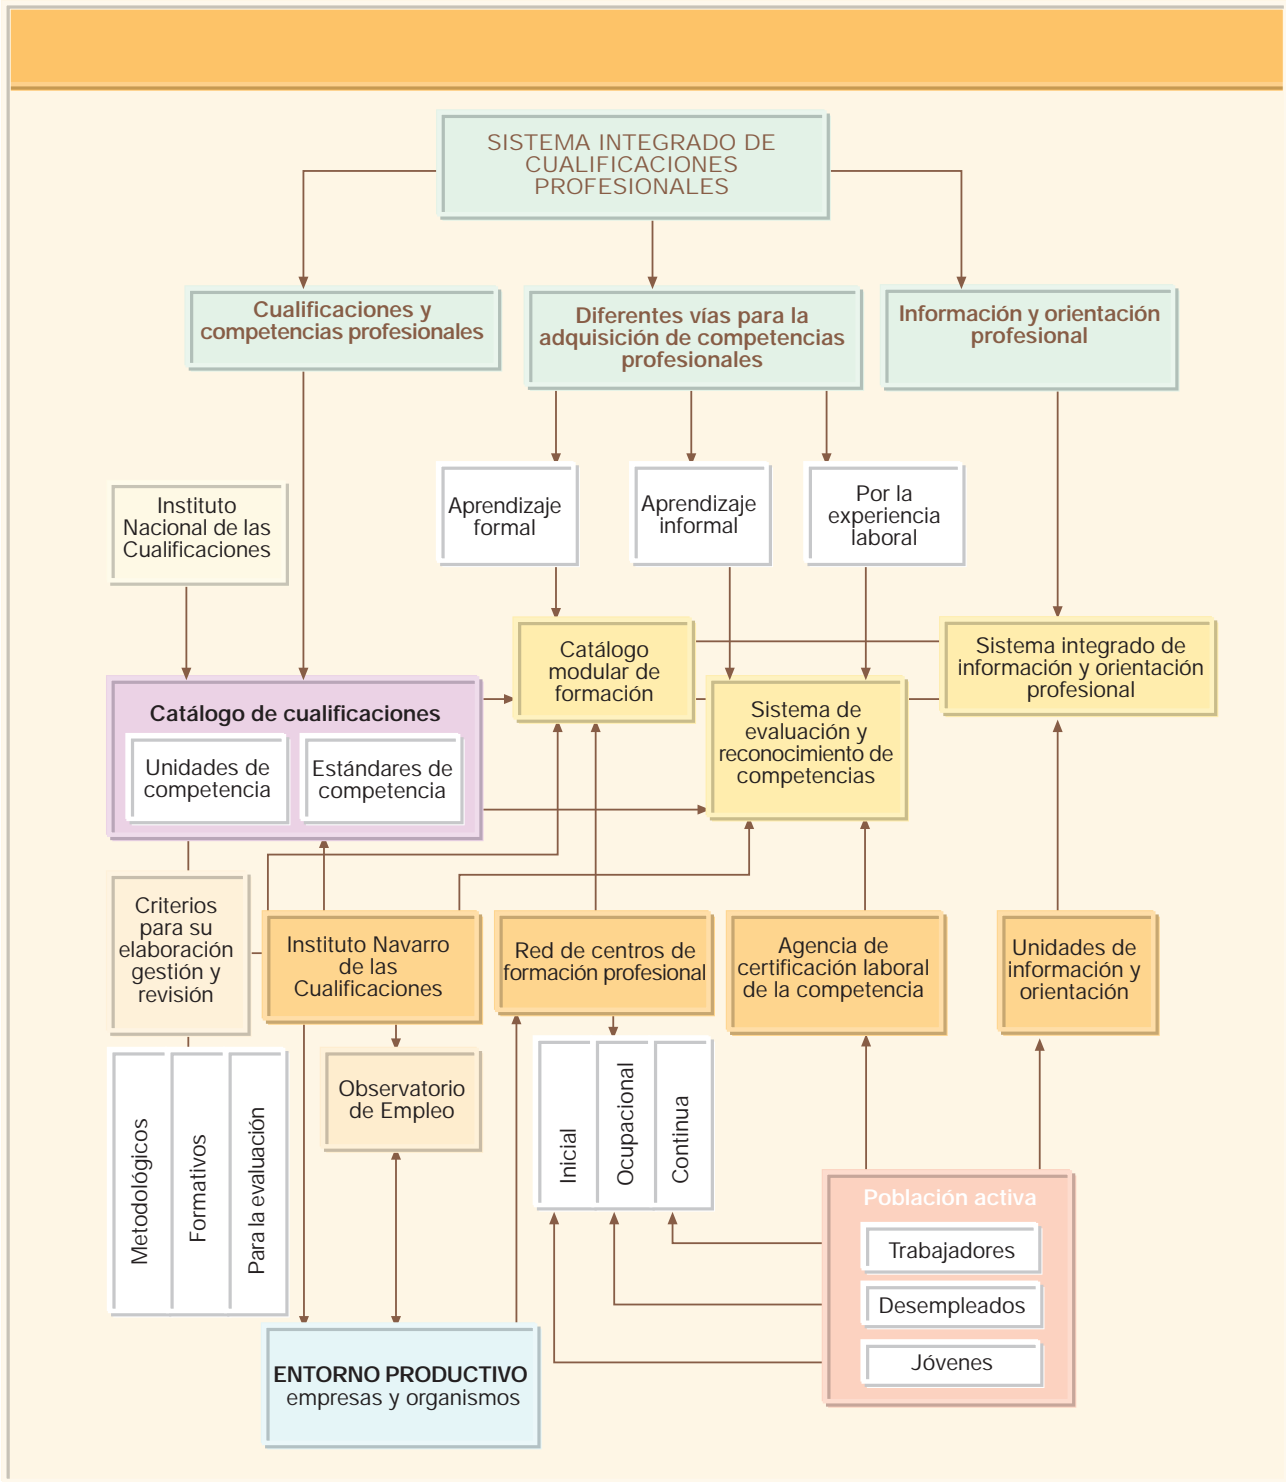 SISTEMA INTEGRADO DE
CUALIFICACIONES
PROFESIONALES
Cualificaciones y
competencias profesionales
Diferentes vías para la
adquisición de competencias
profesionales
Información y orientación
profesional
Instituto
Nacional de las
Cualificaciones
Aprendizaje
formal
Aprendizaje
informal
Por la
experiencia
laboral
Catálogo
modular de
formación
Sistema integrado de
información y orientación
profesional
Catálogo de cualificaciones
Unidades de
competencia
Estándares de
competencia
Sistema de
evaluación y
reconocimiento de
competencias
Criterios
para su
elaboración
gestión y
revisión
Instituto Navarro
de las
Cualificaciones
Red de centros de
formación profesional
Agencia de
certificación laboral
de la competencia
Unidades de
información y
orientación
Metodológicos
Formativos
Para la evaluación
Observatorio
de Empleo
Inicial
Ocupacional
Continua
Población activa
Trabajadores
Desempleados
Jóvenes
ENTORNO PRODUCTIVO
empresas y organismos